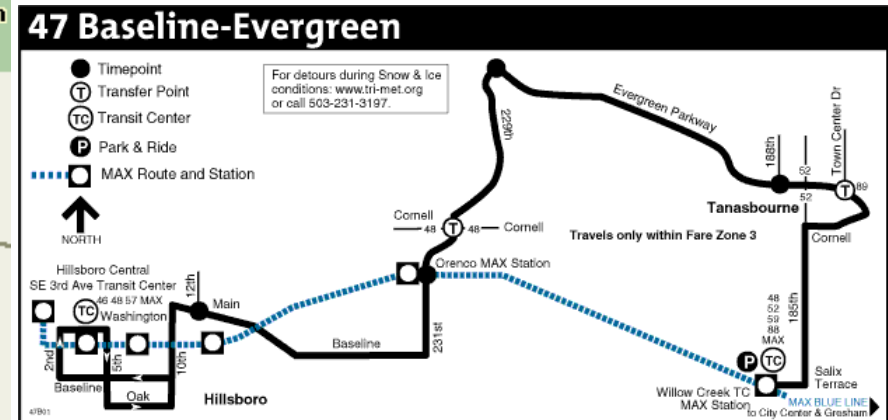 47 Baseline-Evergreen
Timepoint
T Transfer Point
TC Transit Center
P Park & Ride
MAX Route and Station
NORTH
For detours during Snow & Ice
conditions: www.tri-met.org
or call 503-231-3197.
229th
Evergreen Parkway
188th
52
52
Town Center Dr
T 89
Tanasbourne
Cornell
Cornell
48 T 48 Cornell
Travels only within Fare Zone 3
Orenco MAX Station
Hillsboro Central
SE 3rd Ave Transit Center
TC 46 48 57 MAX
Washington
12th
Main
2nd
5th
10th
Baseline
231st
Baseline
Oak
Hillsboro
185th
48
52
59
88
MAX
P TC
Salix
Terrace
Willow Creek TC
MAX Station
MAX BLUE LINE
to City Center & Gresham
47B01